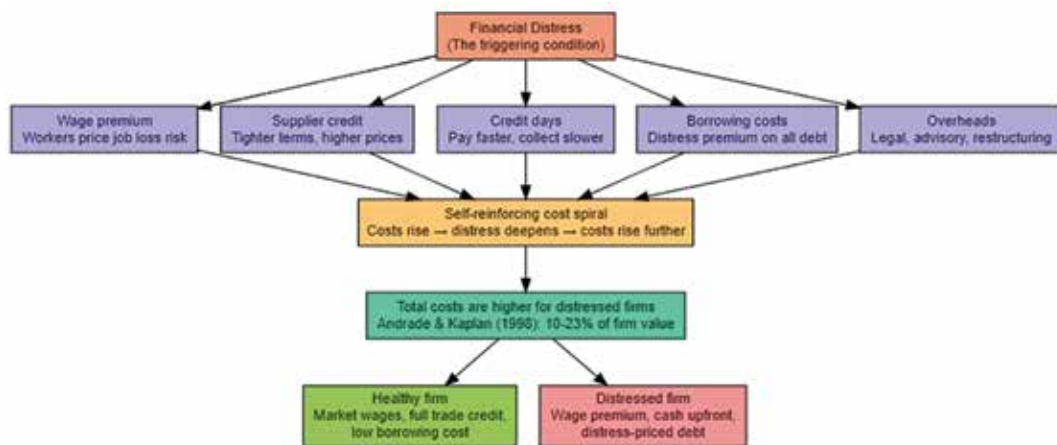 Financial Distress
(The triggering condition)
Wage premium
Workers price job loss risk
Supplier credit
Tighter terms, higher prices
Credit days
Pay faster, collect slower
Borrowing costs
Distress premium on all debt
Overheads
Legal, advisory, restructuring
Self-reinforcing cost spiral
Costs rise → distress deepens → costs rise further
Total costs are higher for distressed firms
Andrade & Kaplan (1998): 10-23% of firm value
Healthy firm
Market wages, full trade credit,
low borrowing cost
Distressed firm
Wage premium, cash upfront,
distress-priced debt